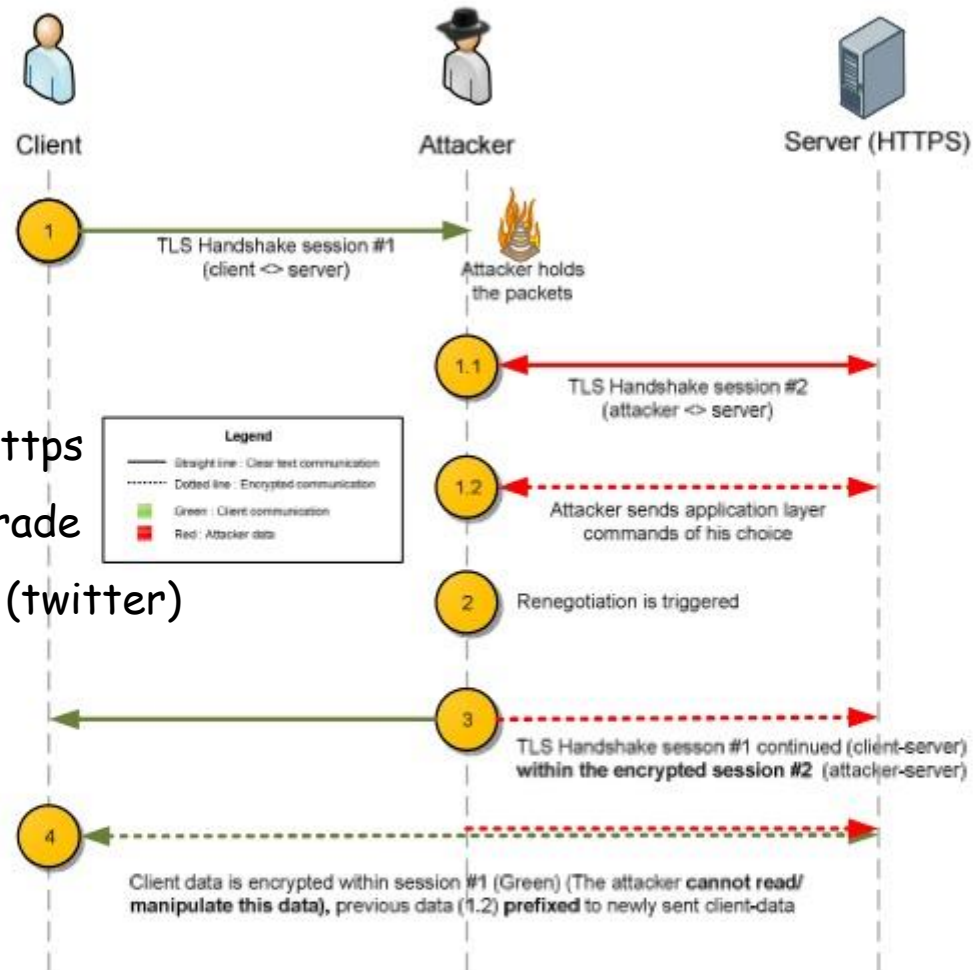 Client
Attacker
Server (HTTPS)
1
TLS Handshake session #1
(client <> server)
Attacker holds
the packets
1.1
TLS Handshake session #2
(attacker <> server)
ttps
rade
(twitter)
Legend
Straight line : Clear text communication
Dotted line : Encrypted communication
Green : Client communication
Red : Attacker data
1.2
Attacker sends application layer
commands of his choice
2
Renegotiation is triggered
3
TLS Handshake sesson #1 continued (client-server)
within the encrypted session #2 (attacker-server)
4
Client data is encrypted within session #1 (Green) (The attacker cannot read/
manipulate this data), previous data (1.2) prefixed to newly sent client-data